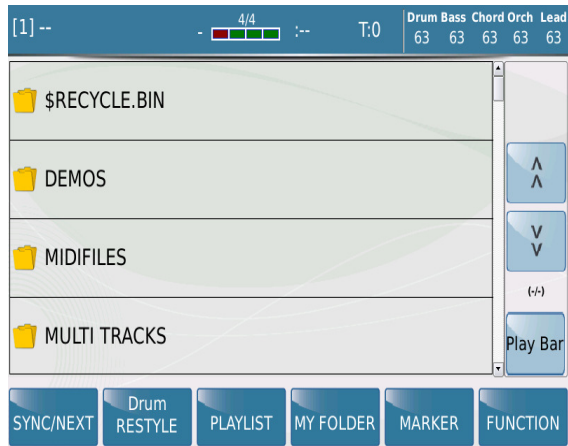 [1] --
- 4/4 :-- T:0
Drum Bass Chord Orch Lead
63 63 63 63 63
$RECYCLE.BIN
DEMOS
MIDIFILES
MULTI TRACKS
(-/-)
Play Bar
SYNC/NEXT
Drum
RESTYLE
PLAYLIST
MY FOLDER
MARKER
FUNCTION